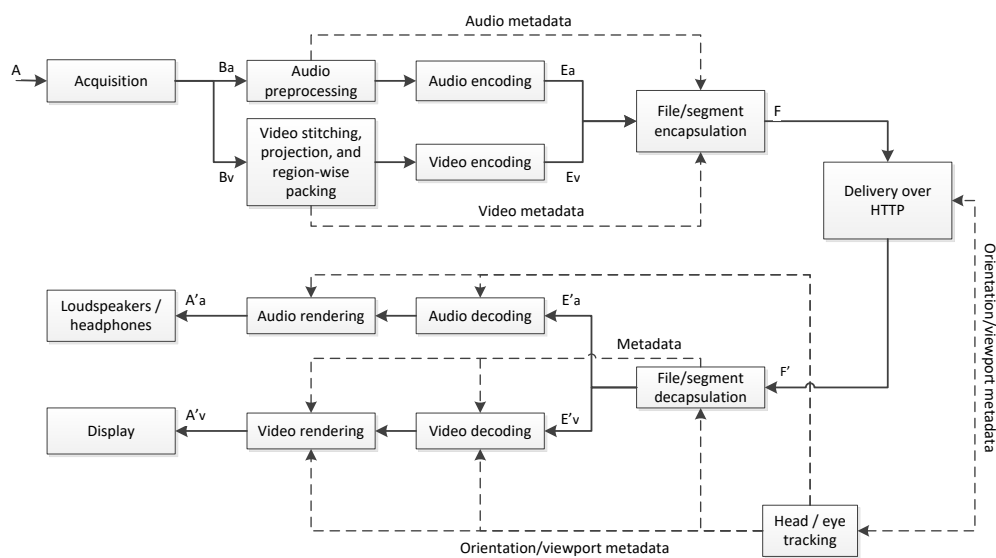 Audio metadata
A
Acquisition
Ba
Audio
preprocessing
Audio encoding
Ea
File/segment
encapsulation
F
Bv
Video stitching,
projection, and
region-wise
packing
Video encoding
Ev
Video metadata
Delivery over
HTTP
Orientation/viewport metadata
Loudspeakers /
headphones
A'a
Audio rendering
Audio decoding
E'a
Metadata
File/segment
decapsulation
F'
Display
A'v
Video rendering
Video decoding
E'v
Head / eye
tracking
Orientation/viewport metadata